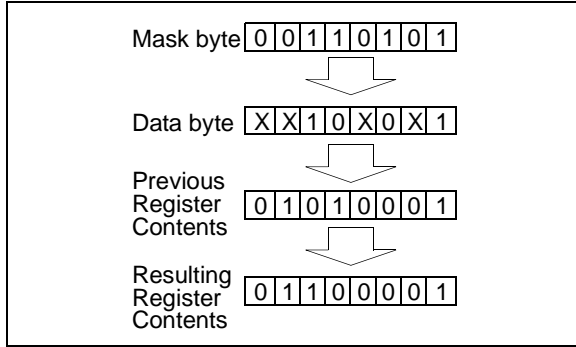 Mask byte 0 0 1 1 0 1 0 1
Data byte X X 1 0 X 0 X 1
Previous
Register
Contents 0 1 0 1 0 0 0 1
Resulting
Register
Contents 0 1 1 0 0 0 0 1